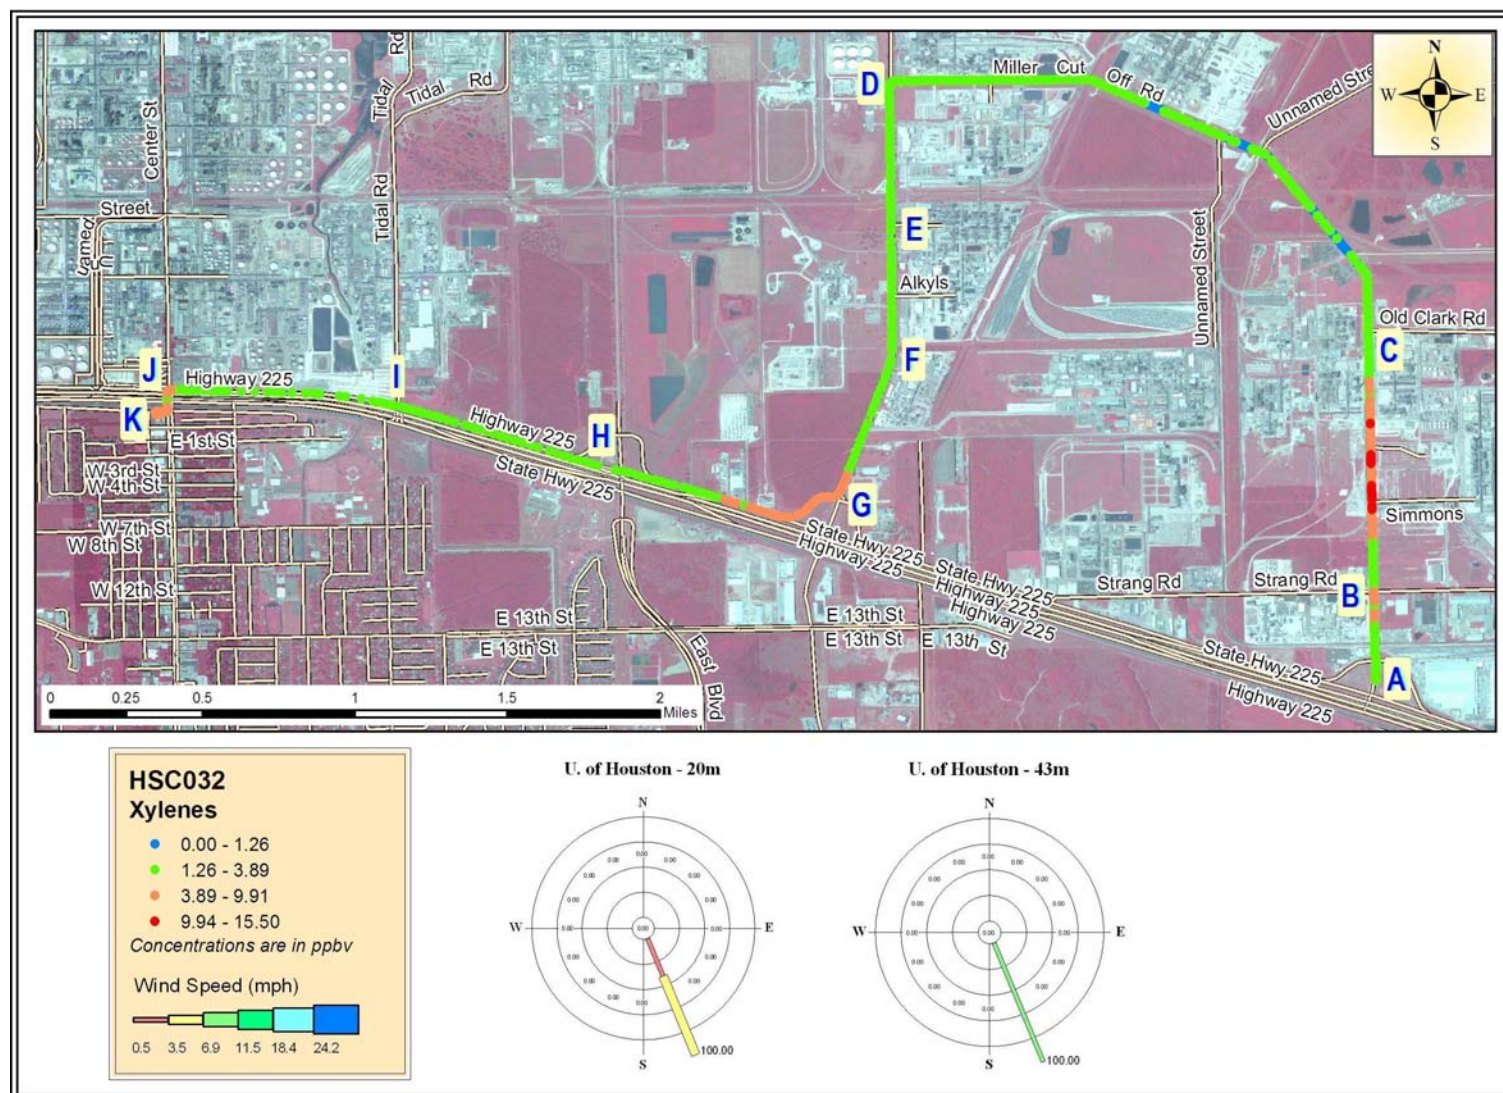 N
W E
S
Miller Cut Off Rd
Unnamed Street
D
Center St
Tidal Rd
Tidal Rd
Tidal Rd
Street
Unnamed
E
Alkyls
Unnamed Street
Old Clark Rd
C
F
J
Highway 225
I
K
E 1st St
H
Highway 225
State Hwy 225
W 3rd St
W 4th St
G
Simmons
W 7th St
W 8th St
State Hwy 225
Highway 225
State Hwy 225
Highway 225
Highway 225
Strang Rd
Strang Rd
B
W 12th St
E 13th St
E 13th St
E 13th St
E 13th St
E 13th St
East Blvd
State Hwy 225
A
Highway 225
0 0.25 0.5 1 1.5 2
Miles
HSC032
Xylenes
0.00 - 1.26
1.26 - 3.89
3.89 - 9.91
9.94 - 15.50
Concentrations are in ppbv
Wind Speed (mph)
0.5 3.5 6.9 11.5 18.4 24.2
U. of Houston - 20m
N
W E
S
100.00
U. of Houston - 43m
N
W E
S
100.00